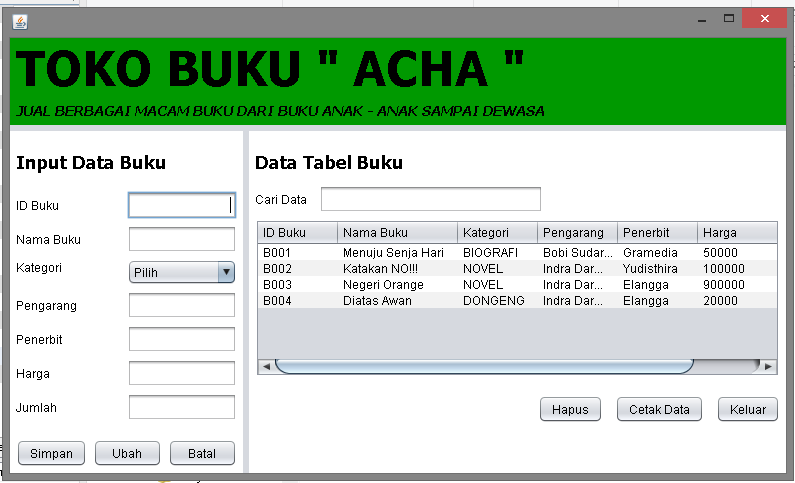 TOKO BUKU " ACHA "
JUAL BERBAGAI MACAM BUKU DARI BUKU ANAK - ANAK SAMPAI DEWASA
Input Data Buku
ID Buku
Nama Buku
Kategori Pilih
Pengarang
Penerbit
Harga
Jumlah
Simpan Ubah Batal
Data Tabel Buku
Cari Data
ID Buku Nama Buku Kategori Pengarang Penerbit Harga
B001 Menuju Senja Hari BIOGRAFI Bobi Sudar... Gramedia 50000
B002 Katakan NO!!! NOVEL Indra Dar... Yudisthira 100000
B003 Negeri Orange NOVEL Indra Dar... Elangga 900000
B004 Diatas Awan DONGENG Indra Dar... Elangga 20000
Hapus Cetak Data Keluar